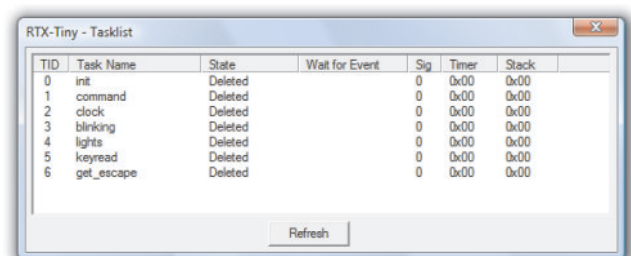 RTX-Tiny - Tasklist
TID Task Name State Wait for Event Sig Timer Stack
0 init Deleted 0 0x00 0x00
1 command Deleted 0 0x00 0x00
2 clock Deleted 0 0x00 0x00
3 blinking Deleted 0 0x00 0x00
4 lights Deleted 0 0x00 0x00
5 keyread Deleted 0 0x00 0x00
6 get_escape Deleted 0 0x00 0x00
Refresh